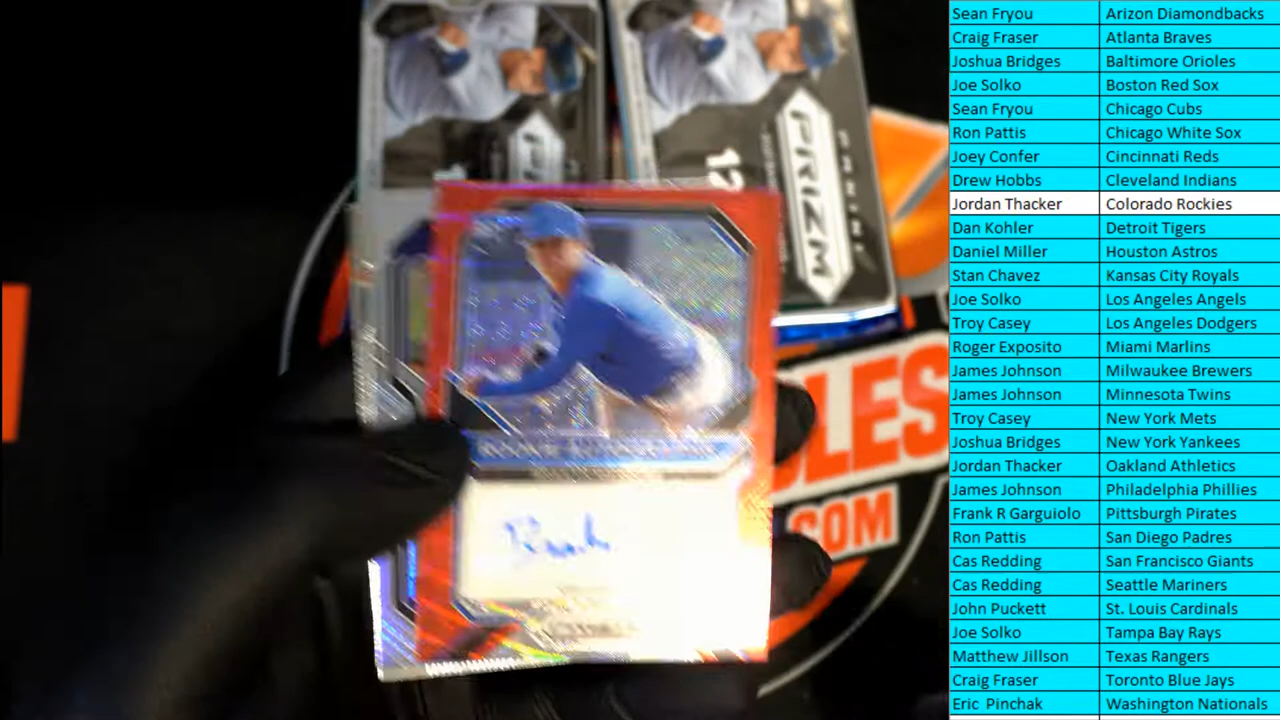 PANINI
PRIZM
12
LES
.COM
Sean Fryou Arizon Diamondbacks
Craig Fraser Atlanta Braves
Joshua Bridges Baltimore Orioles
Joe Solko Boston Red Sox
Sean Fryou Chicago Cubs
Ron Pattis Chicago White Sox
Joey Confer Cincinnati Reds
Drew Hobbs Cleveland Indians
Jordan Thacker Colorado Rockies
Dan Kohler Detroit Tigers
Daniel Miller Houston Astros
Stan Chavez Kansas City Royals
Joe Solko Los Angeles Angels
Troy Casey Los Angeles Dodgers
Roger Exposito Miami Marlins
James Johnson Milwaukee Brewers
James Johnson Minnesota Twins
Troy Casey New York Mets
Joshua Bridges New York Yankees
Jordan Thacker Oakland Athletics
James Johnson Philadelphia Phillies
Frank R Garguiolo Pittsburgh Pirates
Ron Pattis San Diego Padres
Cas Redding San Francisco Giants
Cas Redding Seattle Mariners
John Puckett St. Louis Cardinals
Joe Solko Tampa Bay Rays
Matthew Jillson Texas Rangers
Craig Fraser Toronto Blue Jays
Eric Pinchak Washington Nationals